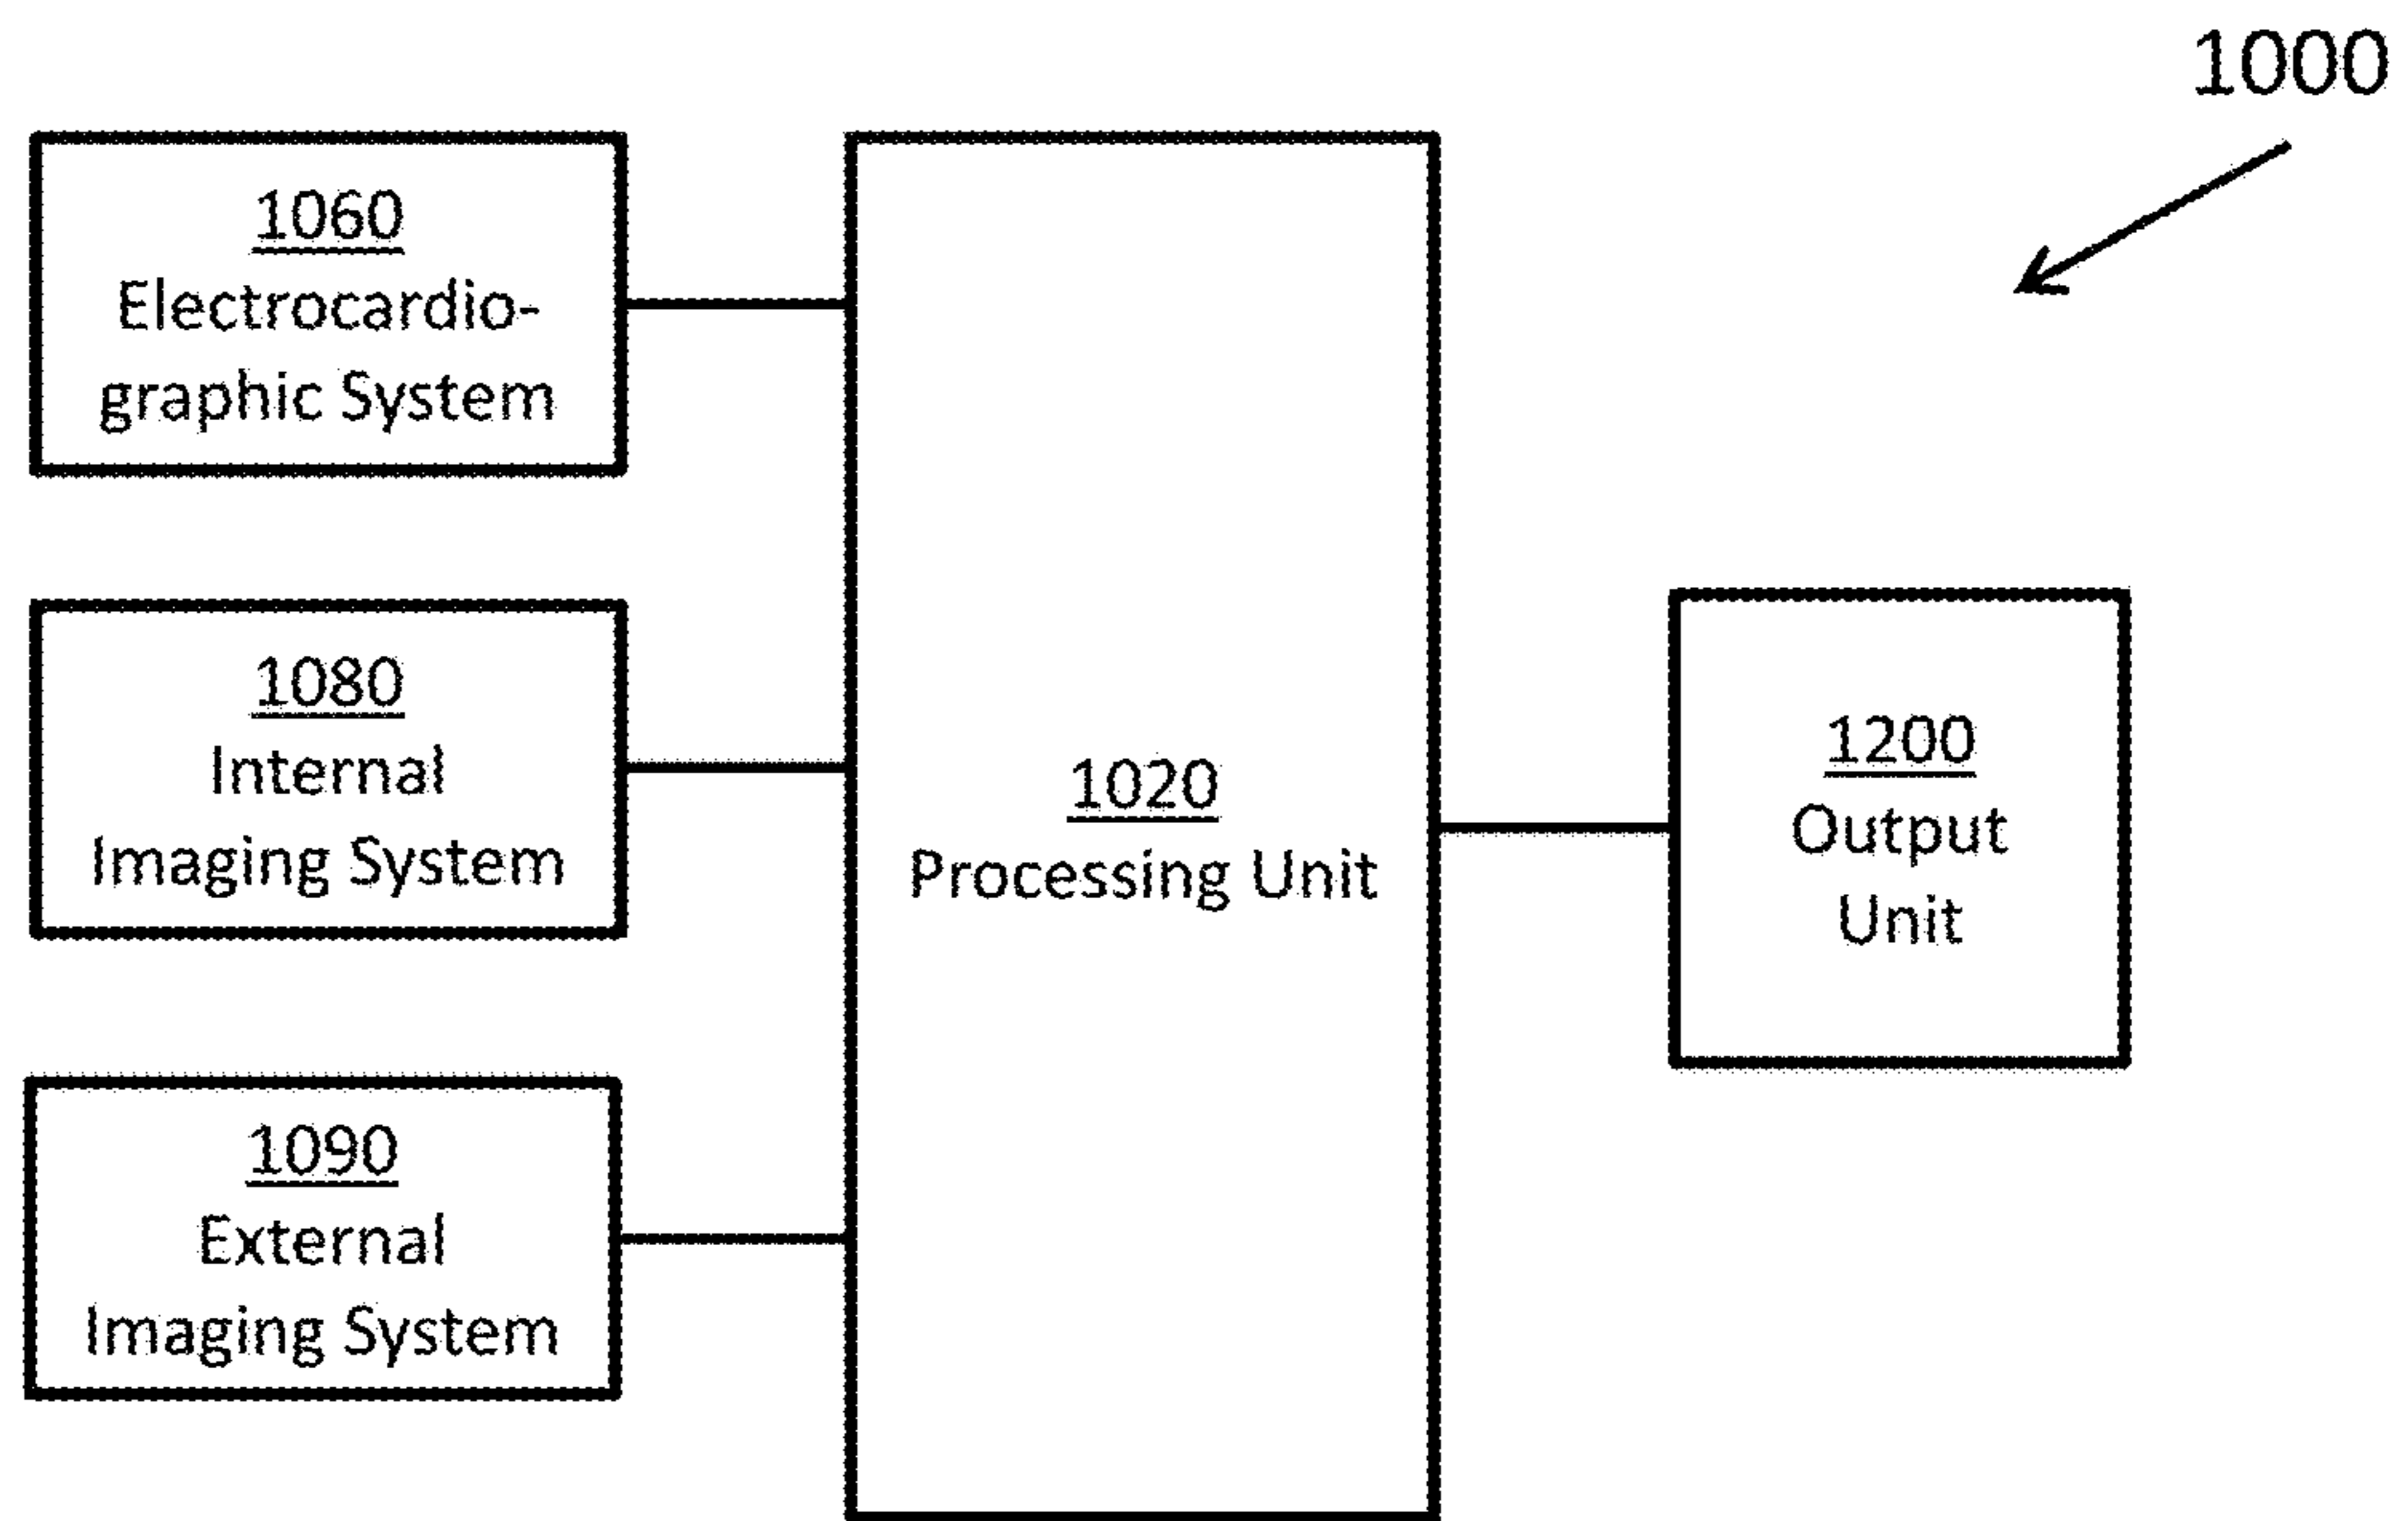 1000
1060
Electrocardio-
graphic System
1080
Internal
Imaging System
1090
External
Imaging System
1020
Processing Unit
1200
Output
Unit